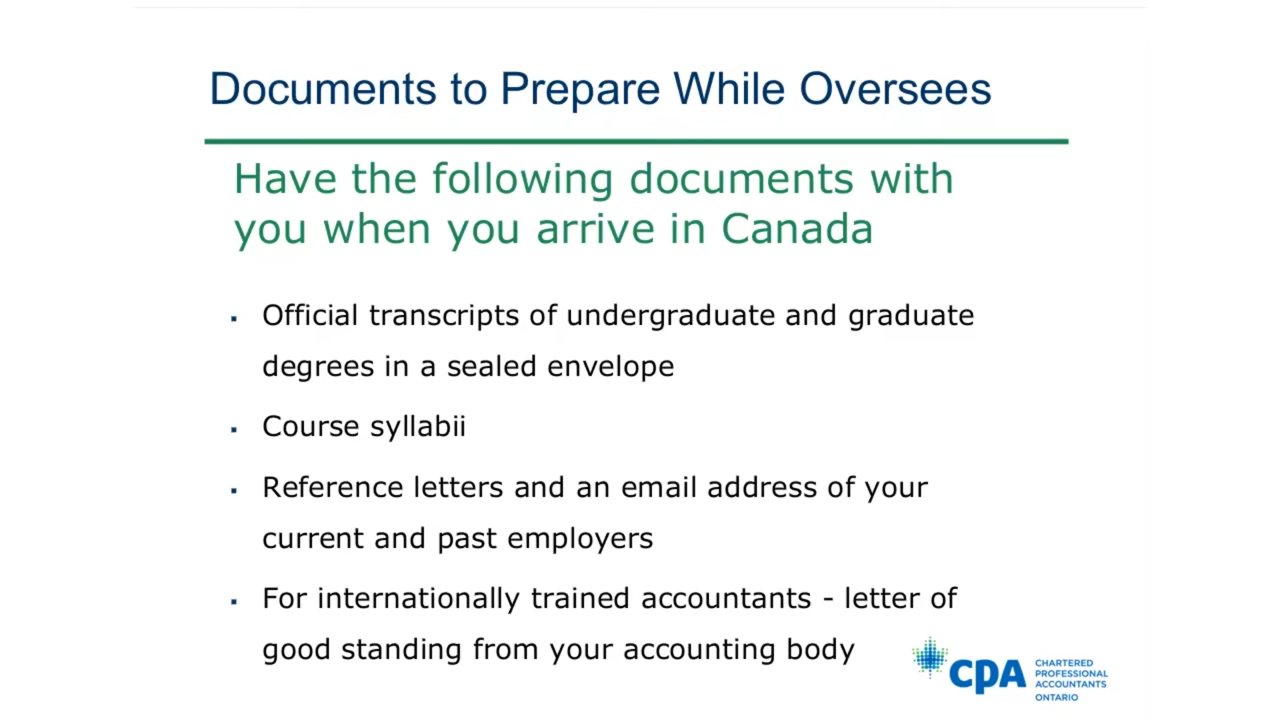 Documents to Prepare While Oversees
Have the following documents with
you when you arrive in Canada
▪ Official transcripts of undergraduate and graduate
degrees in a sealed envelope
▪ Course syllabii
▪ Reference letters and an email address of your
current and past employers
▪ For internationally trained accountants - letter of
good standing from your accounting body
CPA
CHARTERED
PROFESSIONAL
ACCOUNTANTS
ONTARIO